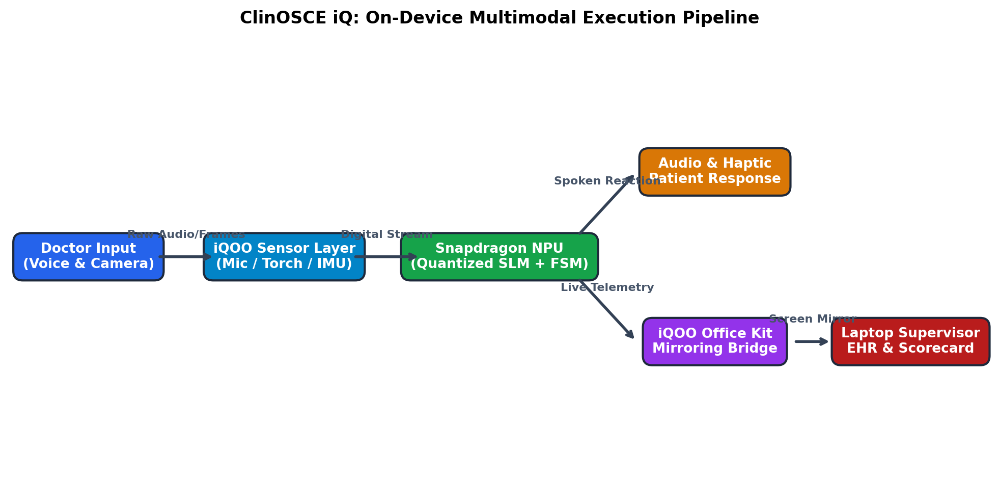 ClinOSCE iQ: On-Device Multimodal Execution Pipeline
Audio & Haptic
Patient Response
Spoken Reaction
Raw Audio/Frames
Digital Stream
Doctor Input
(Voice & Camera)
iQOO Sensor Layer
(Mic / Torch / IMU)
Snapdragon NPU
(Quantized SLM + FSM)
Live Telemetry
Screen Mirror
iQOO Office Kit
Mirroring Bridge
Laptop Supervisor
EHR & Scorecard